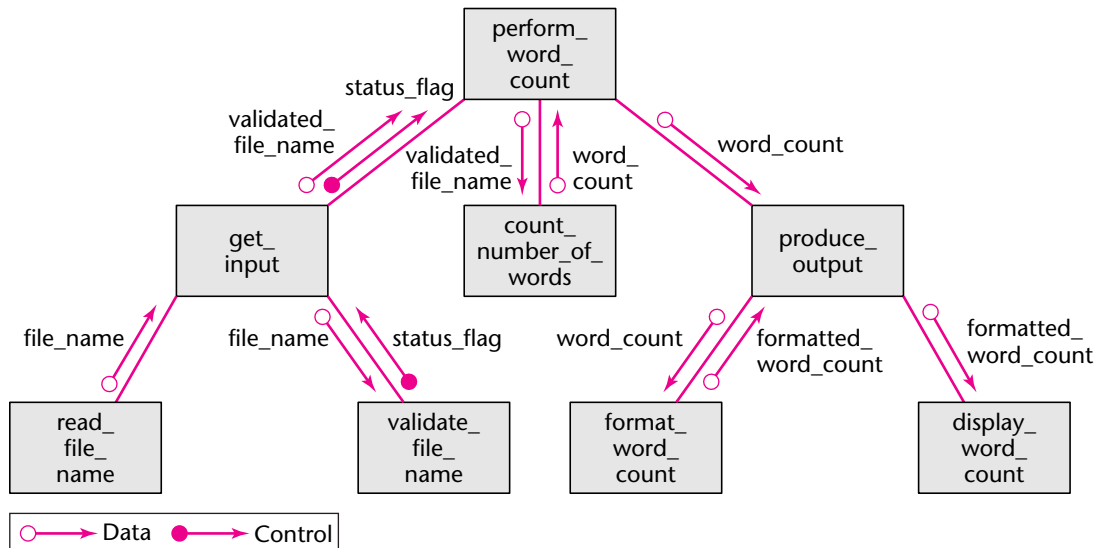 perform_
word_
count
status_flag
validated_
file_name
validated_
file_name
word_
count
word_count
get_
input
count_
number_of_
words
produce_
output
file_name
file_name
status_flag
word_count
formatted_
word_count
formatted_
word_count
read_
file_
name
validate_
file_
name
format_
word_
count
display_
word_
count
Data
Control